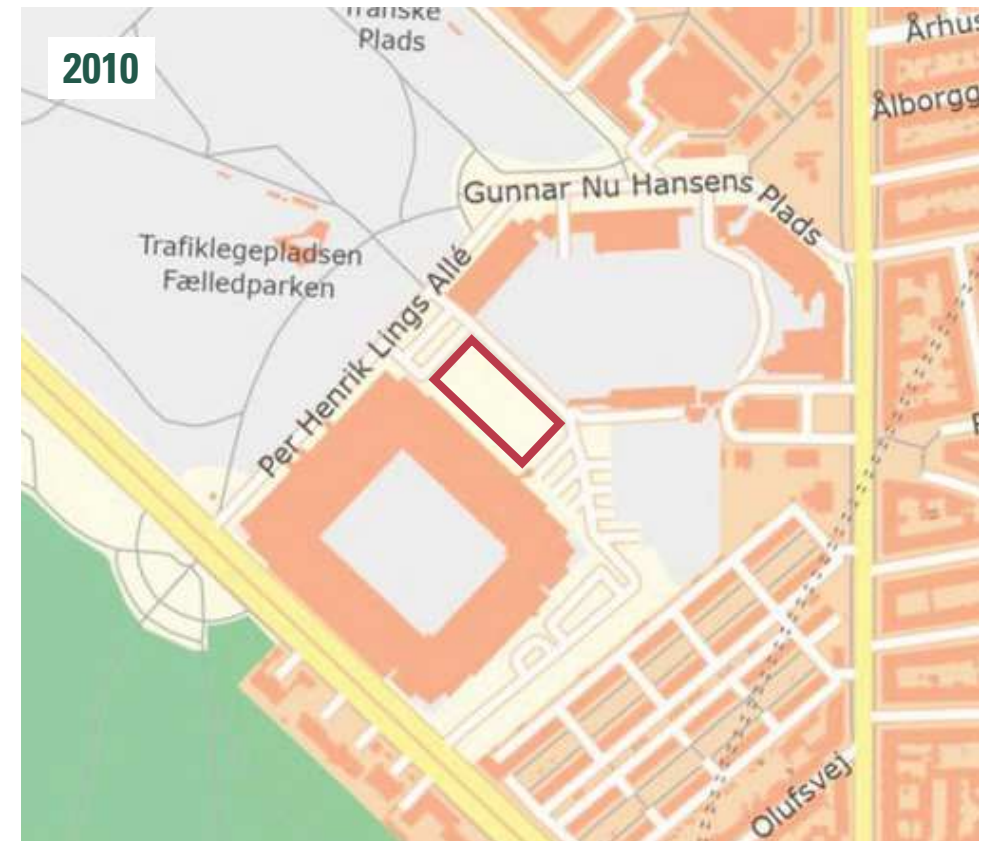 2010
Plads
Århus
Ålborgg
Gunnar Nu Hansens Plads
Trafiklegepladsen
Fælledparken
Per Henrik Lings Allé
Olufsvej